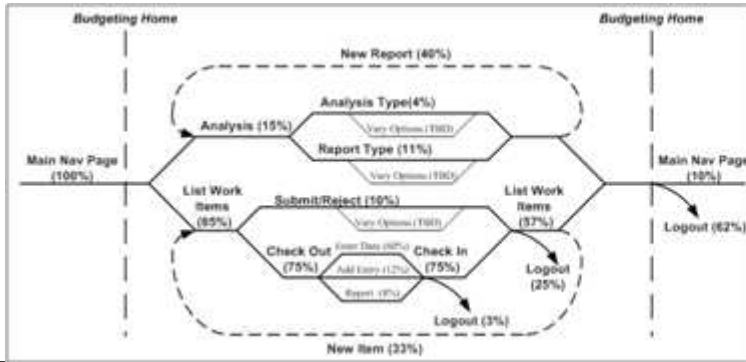 Budgeting Home
Budgeting Home
New Report (40%)
Analysis Type(4%)
Analysis (15%)
Vary Options (TBD)
Report Type (11%)
Vary Options (TBD)
Main Nav Page
(100%)
Main Nav Page
(10%)
List Work
Items
(85%)
Submit/Reject (10%)
Vary Options (TBD)
List Work
Items
(57%)
Logout (62%)
Check Out
(75%)
Enter Data (60%)
Add Entry (12%)
Report (8%)
Check In
(75%)
Logout
(25%)
Logout (3%)
New Item (33%)